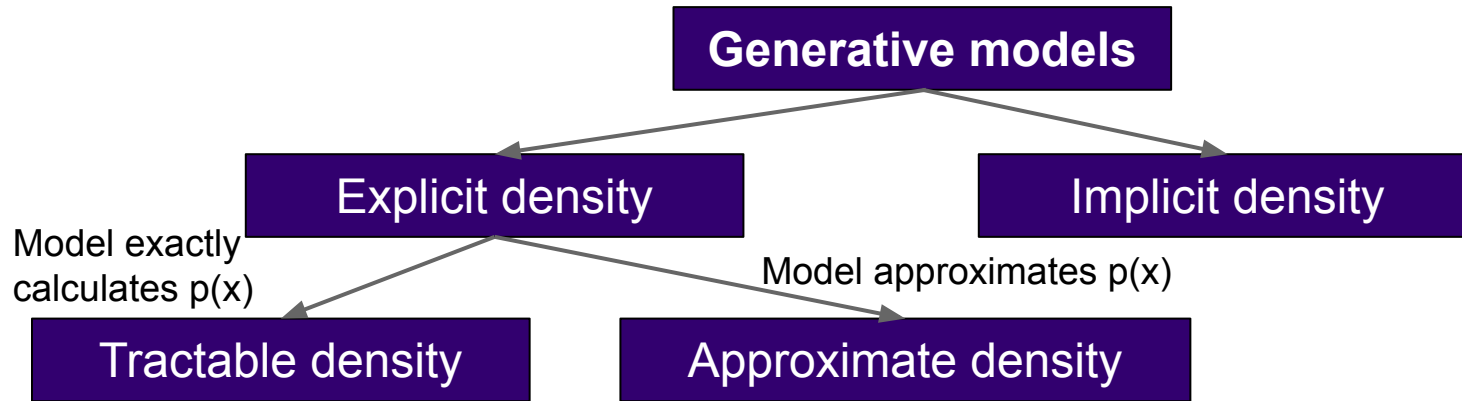 Generative models
Explicit density
Implicit density
Model exactly
calculates p(x)
Model approximates p(x)
Tractable density
Approximate density